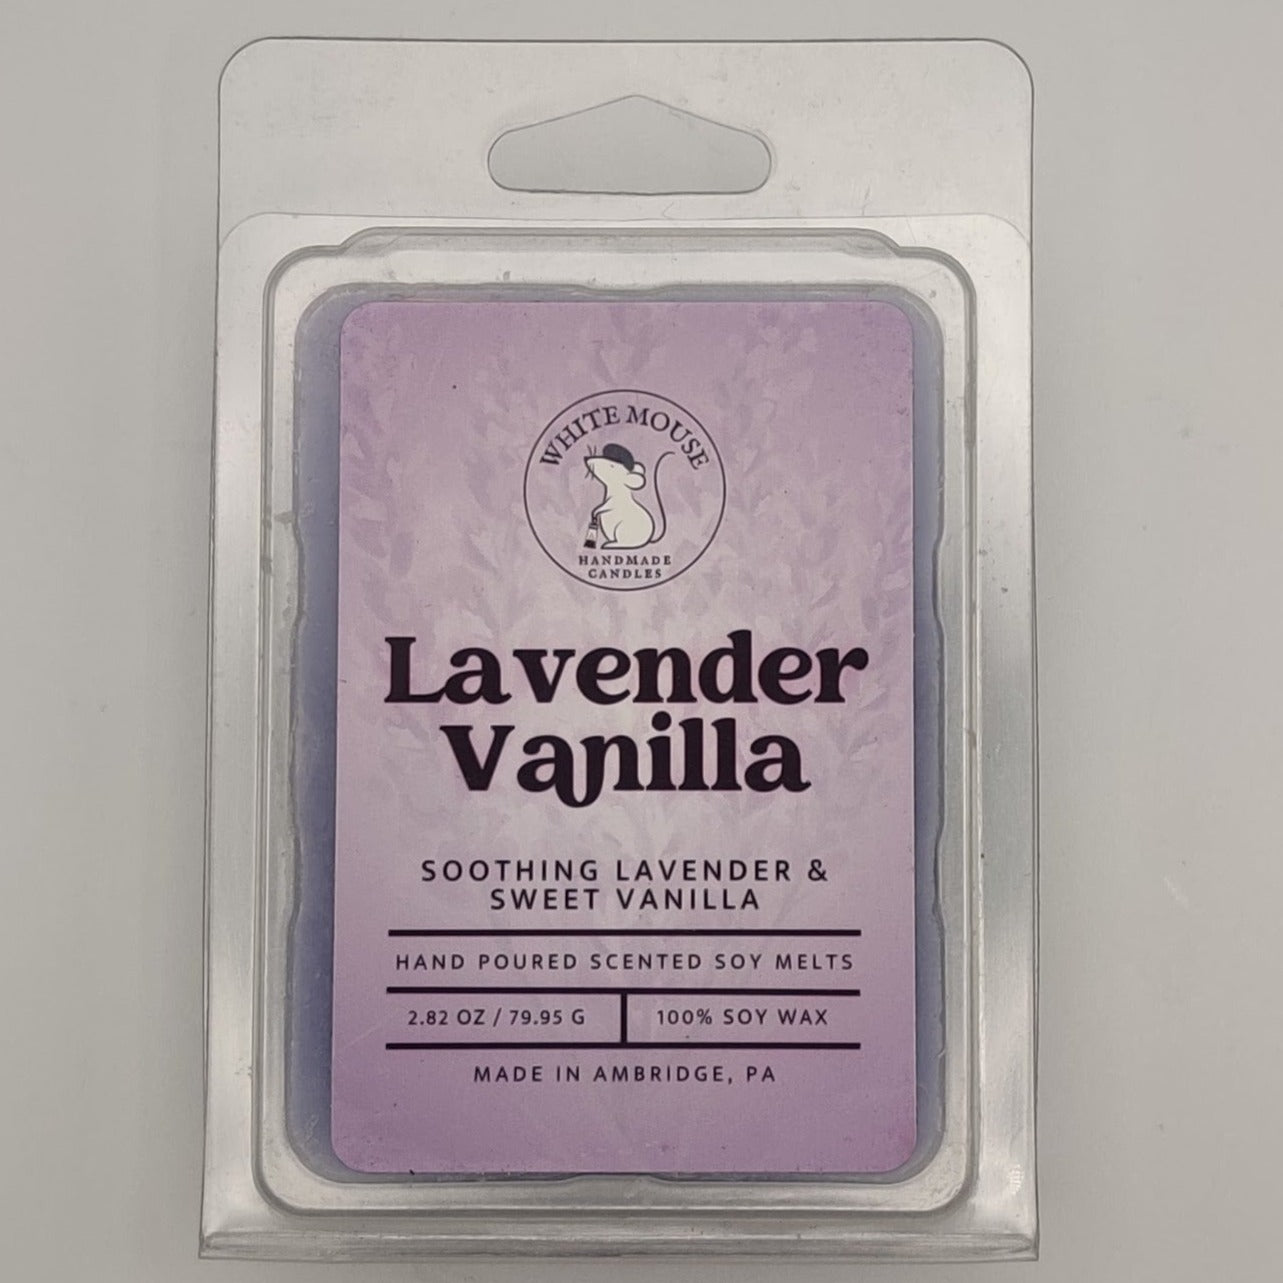 WHITE MOUSE
HANDMADE
CANDLES
Lavender
Vanilla
SOOTHING LAVENDER &
SWEET VANILLA
HAND POURED SCENTED SOY MELTS
2.82 OZ / 79.95 G
100% SOY WAX
MADE IN AMBRIDGE, PA